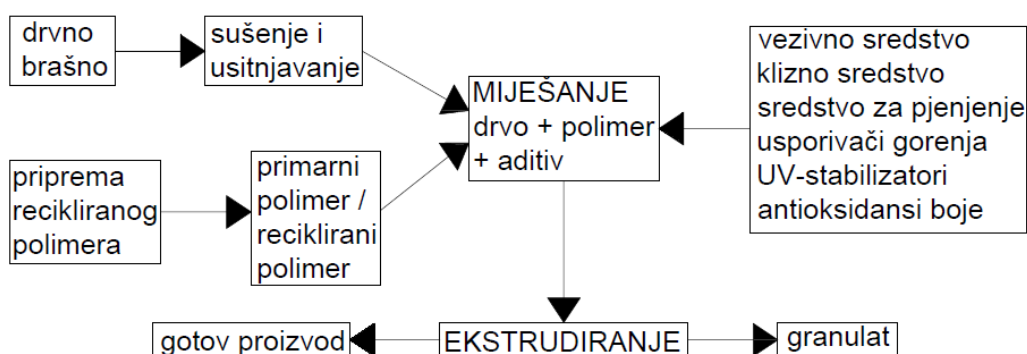 drvno
brašno
sušenje i
usitnjavanje
priprema
recikliranog
polimera
primarni
polimer /
reciklirani
polimer
MIJEŠANJE
drvo + polimer
+ aditiv
vezivno sredstvo
klizno sredstvo
sredstvo za pjenjenje
usporivači gorenja
UV-stabilizatori
antioksidansi boje
gotov proizvod
EKSTRUDIRANJE
granulat